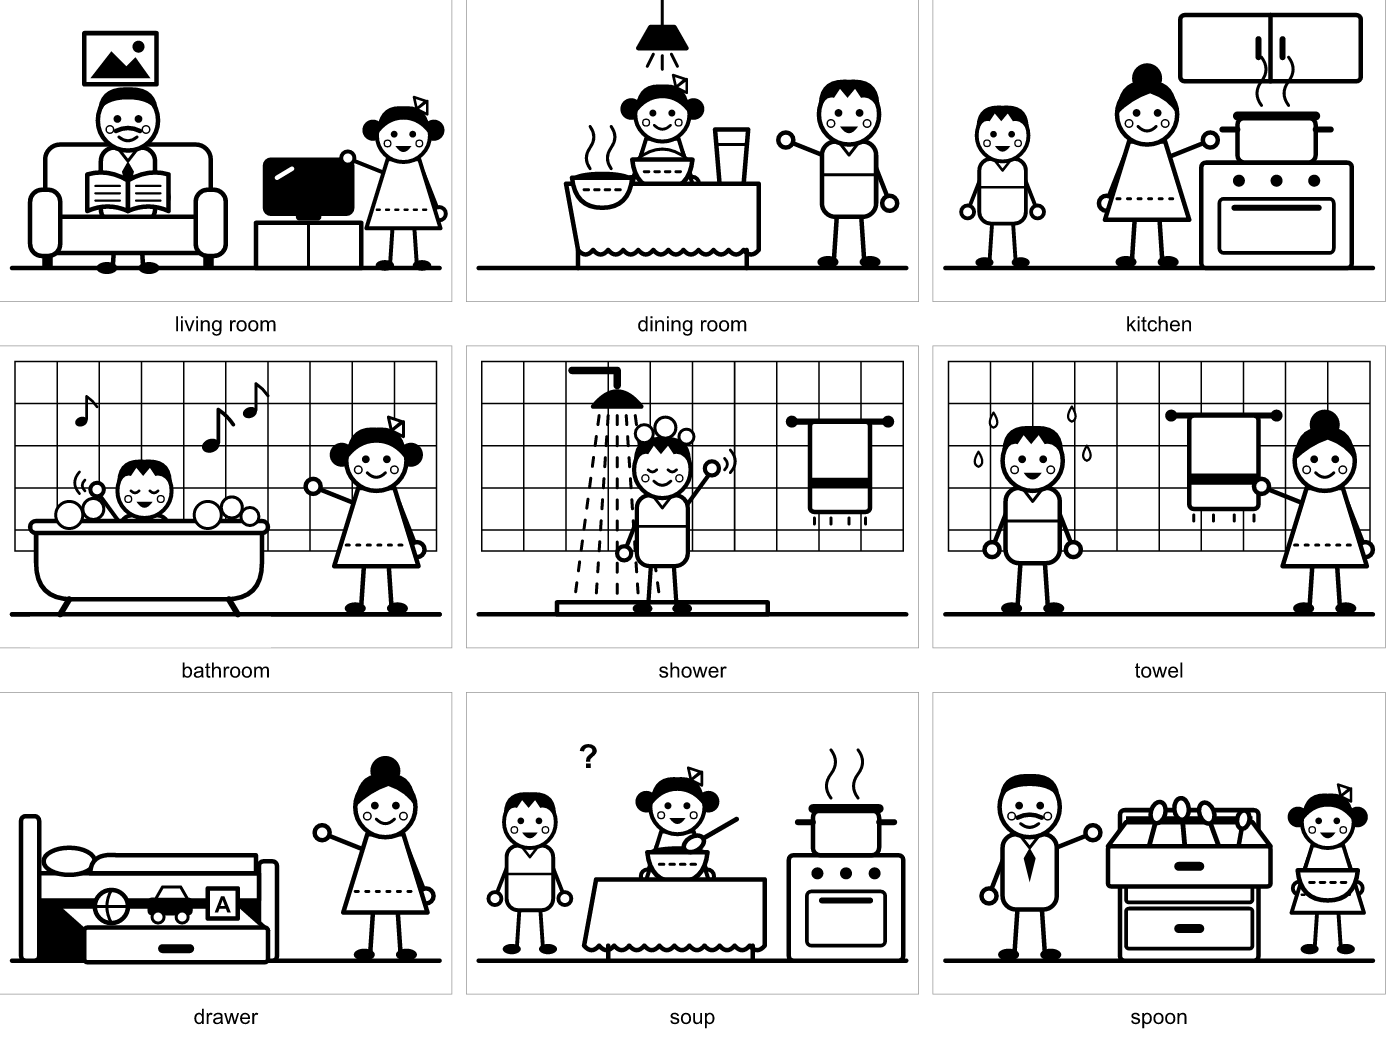 living room
dining room
kitchen
bathroom
shower
towel
A
drawer
?
soup
spoon